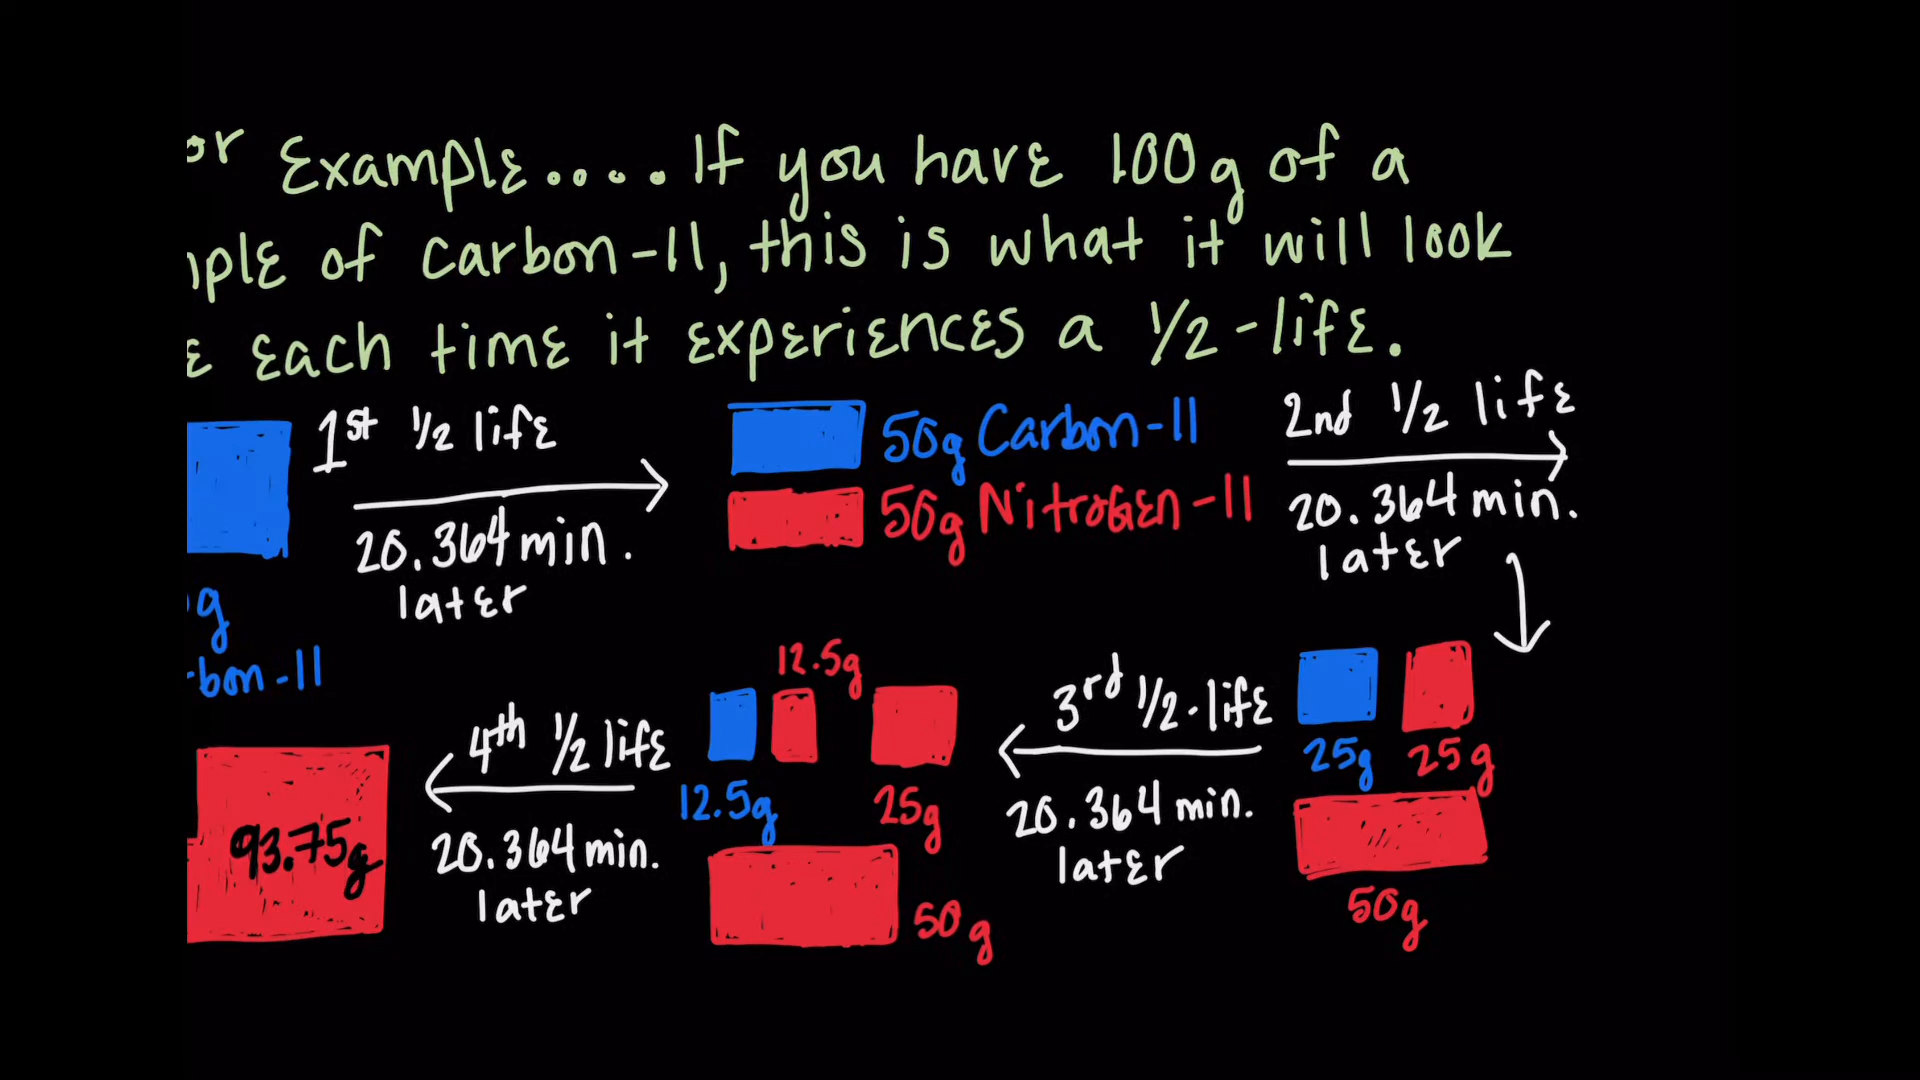 or Example.... If you have 100g of a
mple of Carbon-11, this is what it will look
e each time it experiences a 1/2-life.
1st 1/2 life
20.364 min.
later
50g Carbon-11
50g Nitrogen-11
2nd 1/2 life
20.364 min.
later
g
rbon-11
25g
25g
50g
3rd 1/2-life
20.364 min.
later
12.5g
12.5g
25g
50g
4th 1/2 life
20.364 min.
later
93.75g